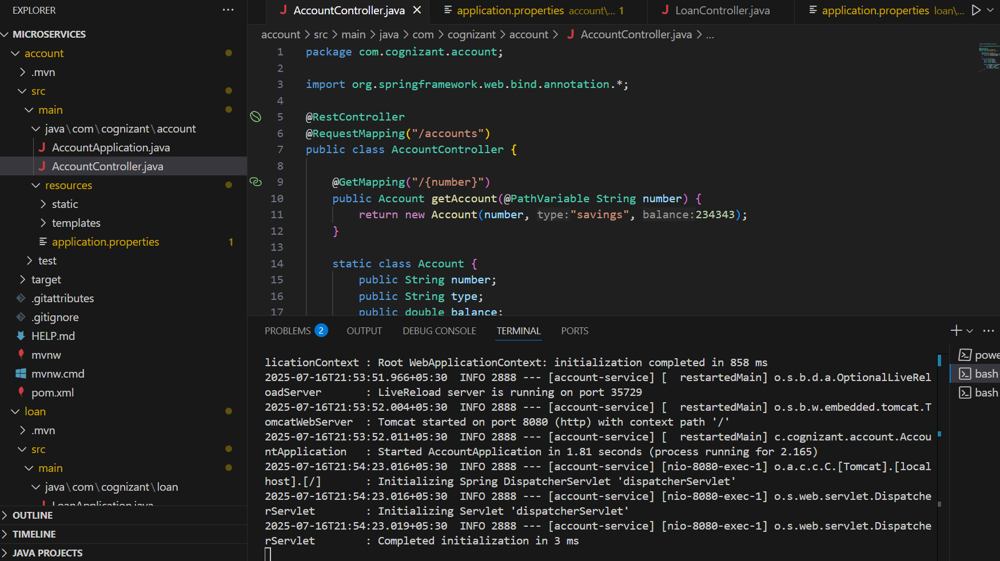 EXPLORER
MICROSERVICES
account
.mvn
src
main
java\com\cognizant\account
AccountApplication.java
AccountController.java
resources
static
templates
application.properties 1
test
target
.gitattributes
.gitignore
HELP.md
mvnw
mvnw.cmd
pom.xml
loan
.mvn
src
main
java\com\cognizant\loan
LoanApplication.java
OUTLINE
TIMELINE
JAVA PROJECTS
AccountController.java
application.properties account\... 1
LoanController.java
application.properties loan\...
account > src > main > java > com > cognizant > account > AccountController.java > ...
1 package com.cognizant.account;
2
3 import org.springframework.web.bind.annotation.*;
4
5 @RestController
6 @RequestMapping("/accounts")
7 public class AccountController {
8
9 @GetMapping("/{number}")
10 public Account getAccount(@PathVariable String number) {
11 return new Account(number, type:"savings", balance:234343);
12 }
13
14 static class Account {
15 public String number;
16 public String type;
17 public double balance;
PROBLEMS 2 OUTPUT DEBUG CONSOLE TERMINAL PORTS
licationContext : Root WebApplicationContext: initialization completed in 858 ms
2025-07-16T21:53:51.966+05:30  INFO 2888 --- [account-service] [  restartedMain] o.s.b.d.a.OptionalLiveRel
oadServer       : LiveReload server is running on port 35729
2025-07-16T21:53:52.004+05:30  INFO 2888 --- [account-service] [  restartedMain] o.s.b.w.embedded.tomcat.T
omcatWebServer  : Tomcat started on port 8080 (http) with context path '/'
2025-07-16T21:53:52.011+05:30  INFO 2888 --- [account-service] [  restartedMain] c.cognizant.account.Accou
ntApplication   : Started AccountApplication in 1.81 seconds (process running for 2.165)
2025-07-16T21:54:23.016+05:30  INFO 2888 --- [account-service] [nio-8080-exec-1] o.a.c.c.C.[Tomcat].[local
host].[/]       : Initializing Spring DispatcherServlet 'dispatcherServlet'
2025-07-16T21:54:23.016+05:30  INFO 2888 --- [account-service] [nio-8080-exec-1] o.s.web.servlet.Dispatche
rServlet        : Initializing Servlet 'dispatcherServlet'
2025-07-16T21:54:23.019+05:30  INFO 2888 --- [account-service] [nio-8080-exec-1] o.s.web.servlet.Dispatche
rServlet        : Completed initialization in 3 ms
powe
bash
bash